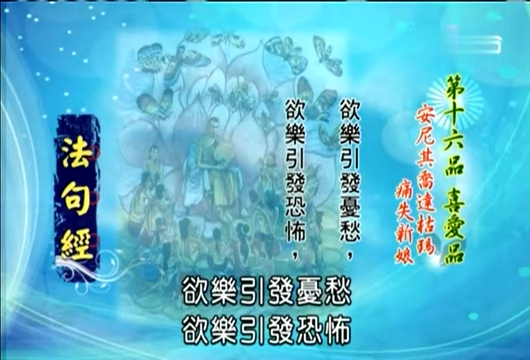 第十六品 喜愛品
安尼其喬達枯瑪
痛失新娘
欲樂引發憂愁，
欲樂引發恐怖，
法句經
欲樂引發憂愁
欲樂引發恐怖